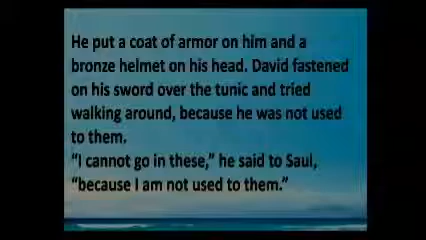 He put a coat of armor on him and a
bronze helmet on his head. David fastened
on his sword over the tunic and tried
walking around, because he was not used
to them.
“I cannot go in these,” he said to Saul,
“because I am not used to them.”